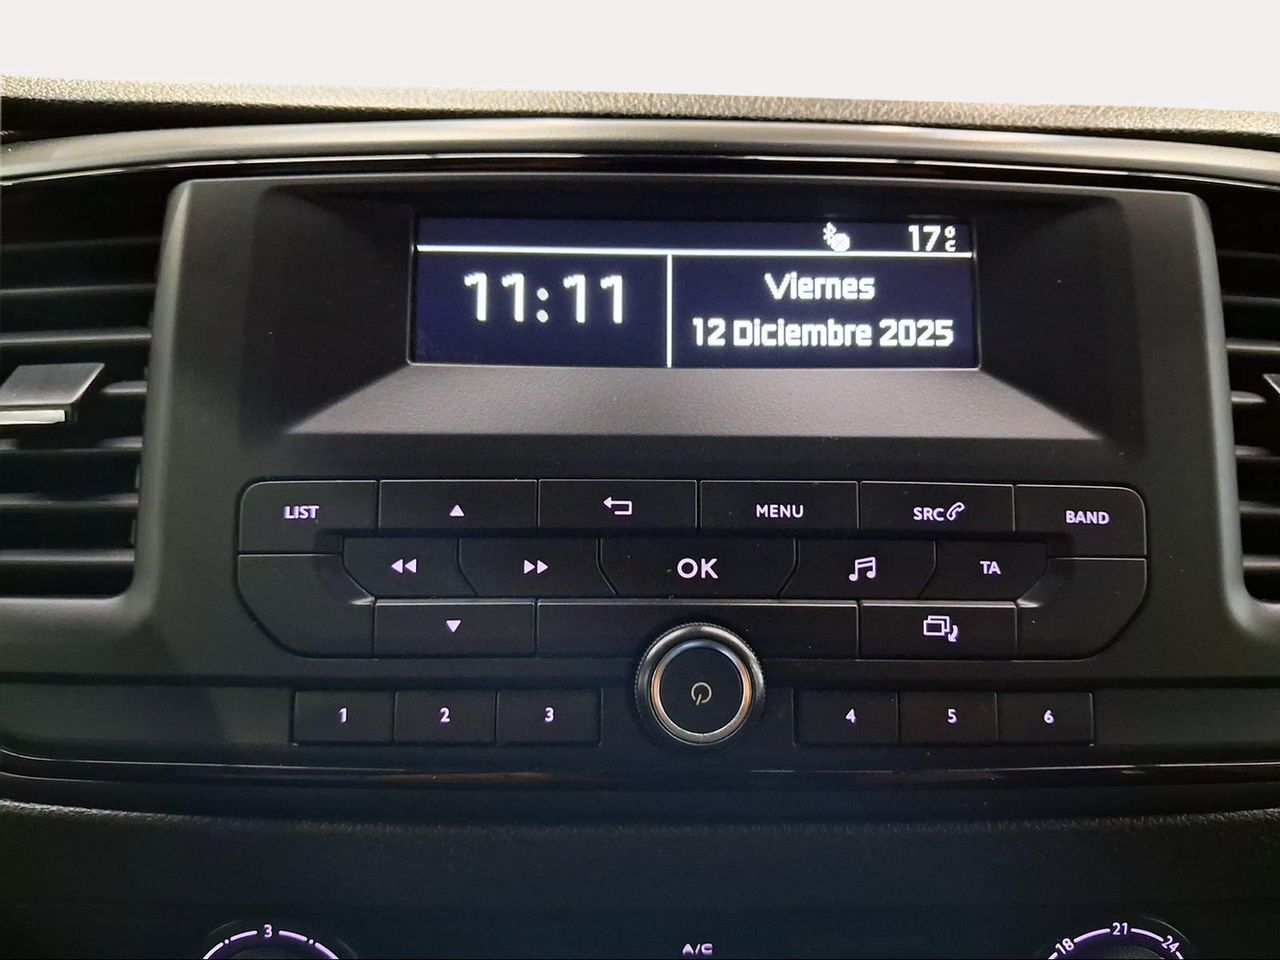 17°C
11:11
Viernes
12 Diciembre 2025
LIST
MENU
SRC
BAND
OK
TA
1
2
3
4
5
6
3
A/C
18
21
24